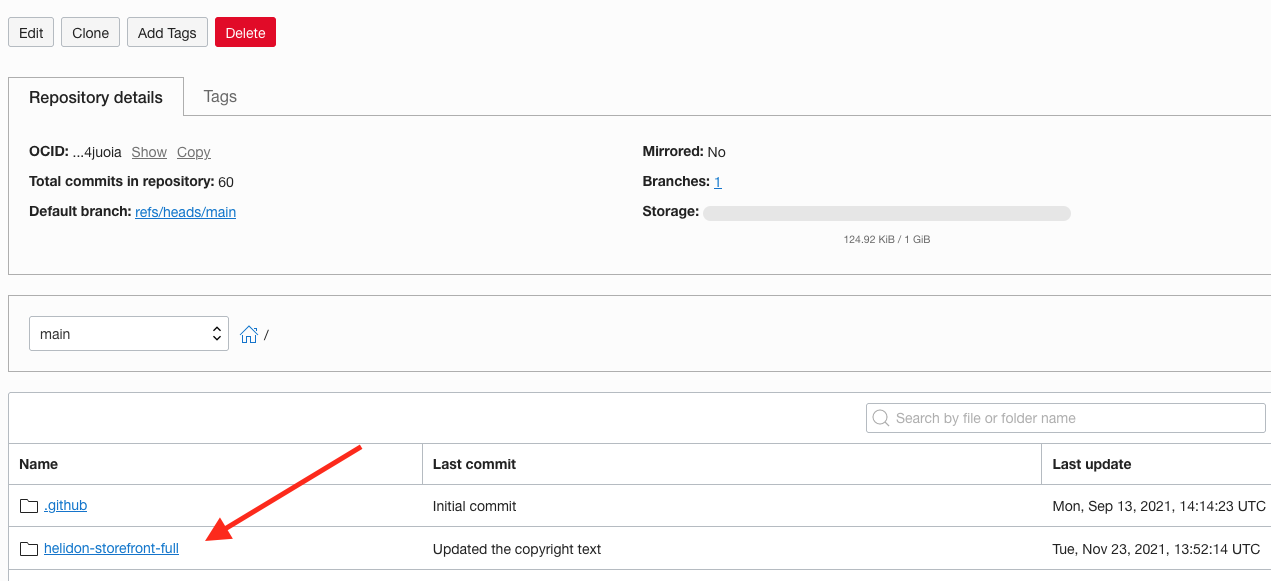 Edit Clone Add Tags Delete
Repository details Tags
OCID: ...4juoia Show Copy
Mirrored: No
Total commits in repository: 60
Branches: 1
Default branch: refs/heads/main
Storage:
124.92 KiB / 1 GiB
main /
Search by file or folder name
Name Last commit Last update
.github Initial commit Mon, Sep 13, 2021, 14:14:23 UTC
helidon-storefront-full Updated the copyright text Tue, Nov 23, 2021, 13:52:14 UTC